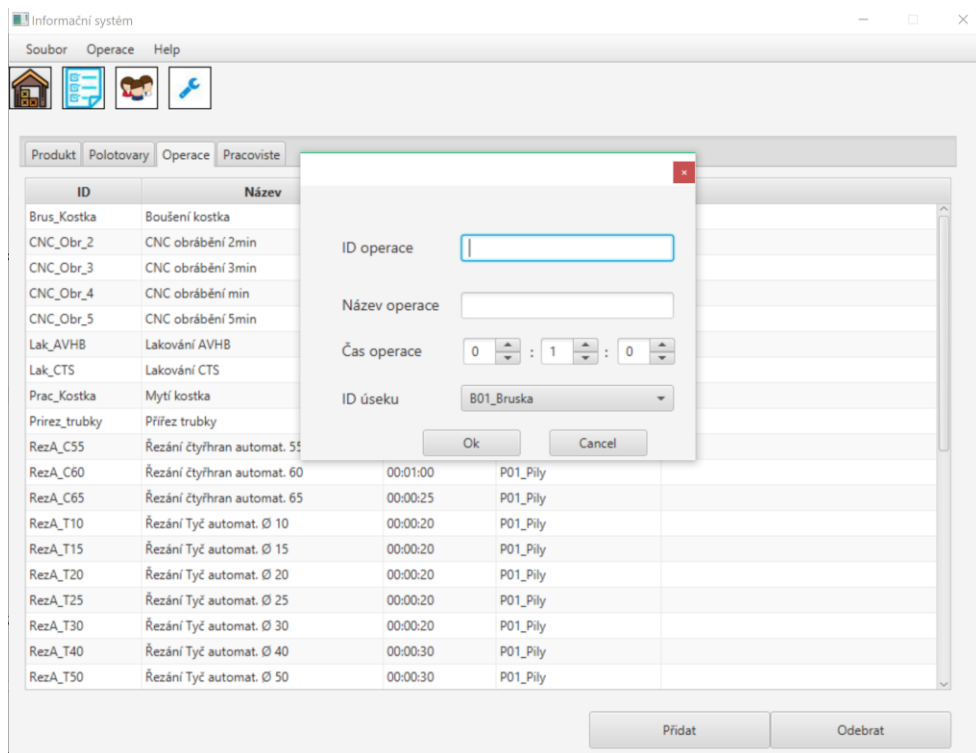 Informační systém
Soubor Operace Help
Produkt Polotovary Operace Pracoviste
ID Název
Brus_Kostka Boušení kostka
CNC_Obr_2 CNC obrábění 2min
CNC_Obr_3 CNC obrábění 3min
CNC_Obr_4 CNC obrábění min
CNC_Obr_5 CNC obrábění 5min
Lak_AVHB Lakování AVHB
Lak_CTS Lakování CTS
Prac_Kostka Mytí kostka
Prirez_trubky Přířez trubky
RezA_C55 Řezání čtyřhran automat. 55
RezA_C60 Řezání čtyřhran automat. 60 00:01:00 P01_Pily
RezA_C65 Řezání čtyřhran automat. 65 00:00:25 P01_Pily
RezA_T10 Řezání Tyč automat. Ø 10 00:00:20 P01_Pily
RezA_T15 Řezání Tyč automat. Ø 15 00:00:20 P01_Pily
RezA_T20 Řezání Tyč automat. Ø 20 00:00:20 P01_Pily
RezA_T25 Řezání Tyč automat. Ø 25 00:00:20 P01_Pily
RezA_T30 Řezání Tyč automat. Ø 30 00:00:20 P01_Pily
RezA_T40 Řezání Tyč automat. Ø 40 00:00:30 P01_Pily
RezA_T50 Řezání Tyč automat. Ø 50 00:00:30 P01_Pily
ID operace
Název operace
Čas operace 0 : 1 : 0
ID úseku B01_Bruska
Ok Cancel
Přidat Odebrat